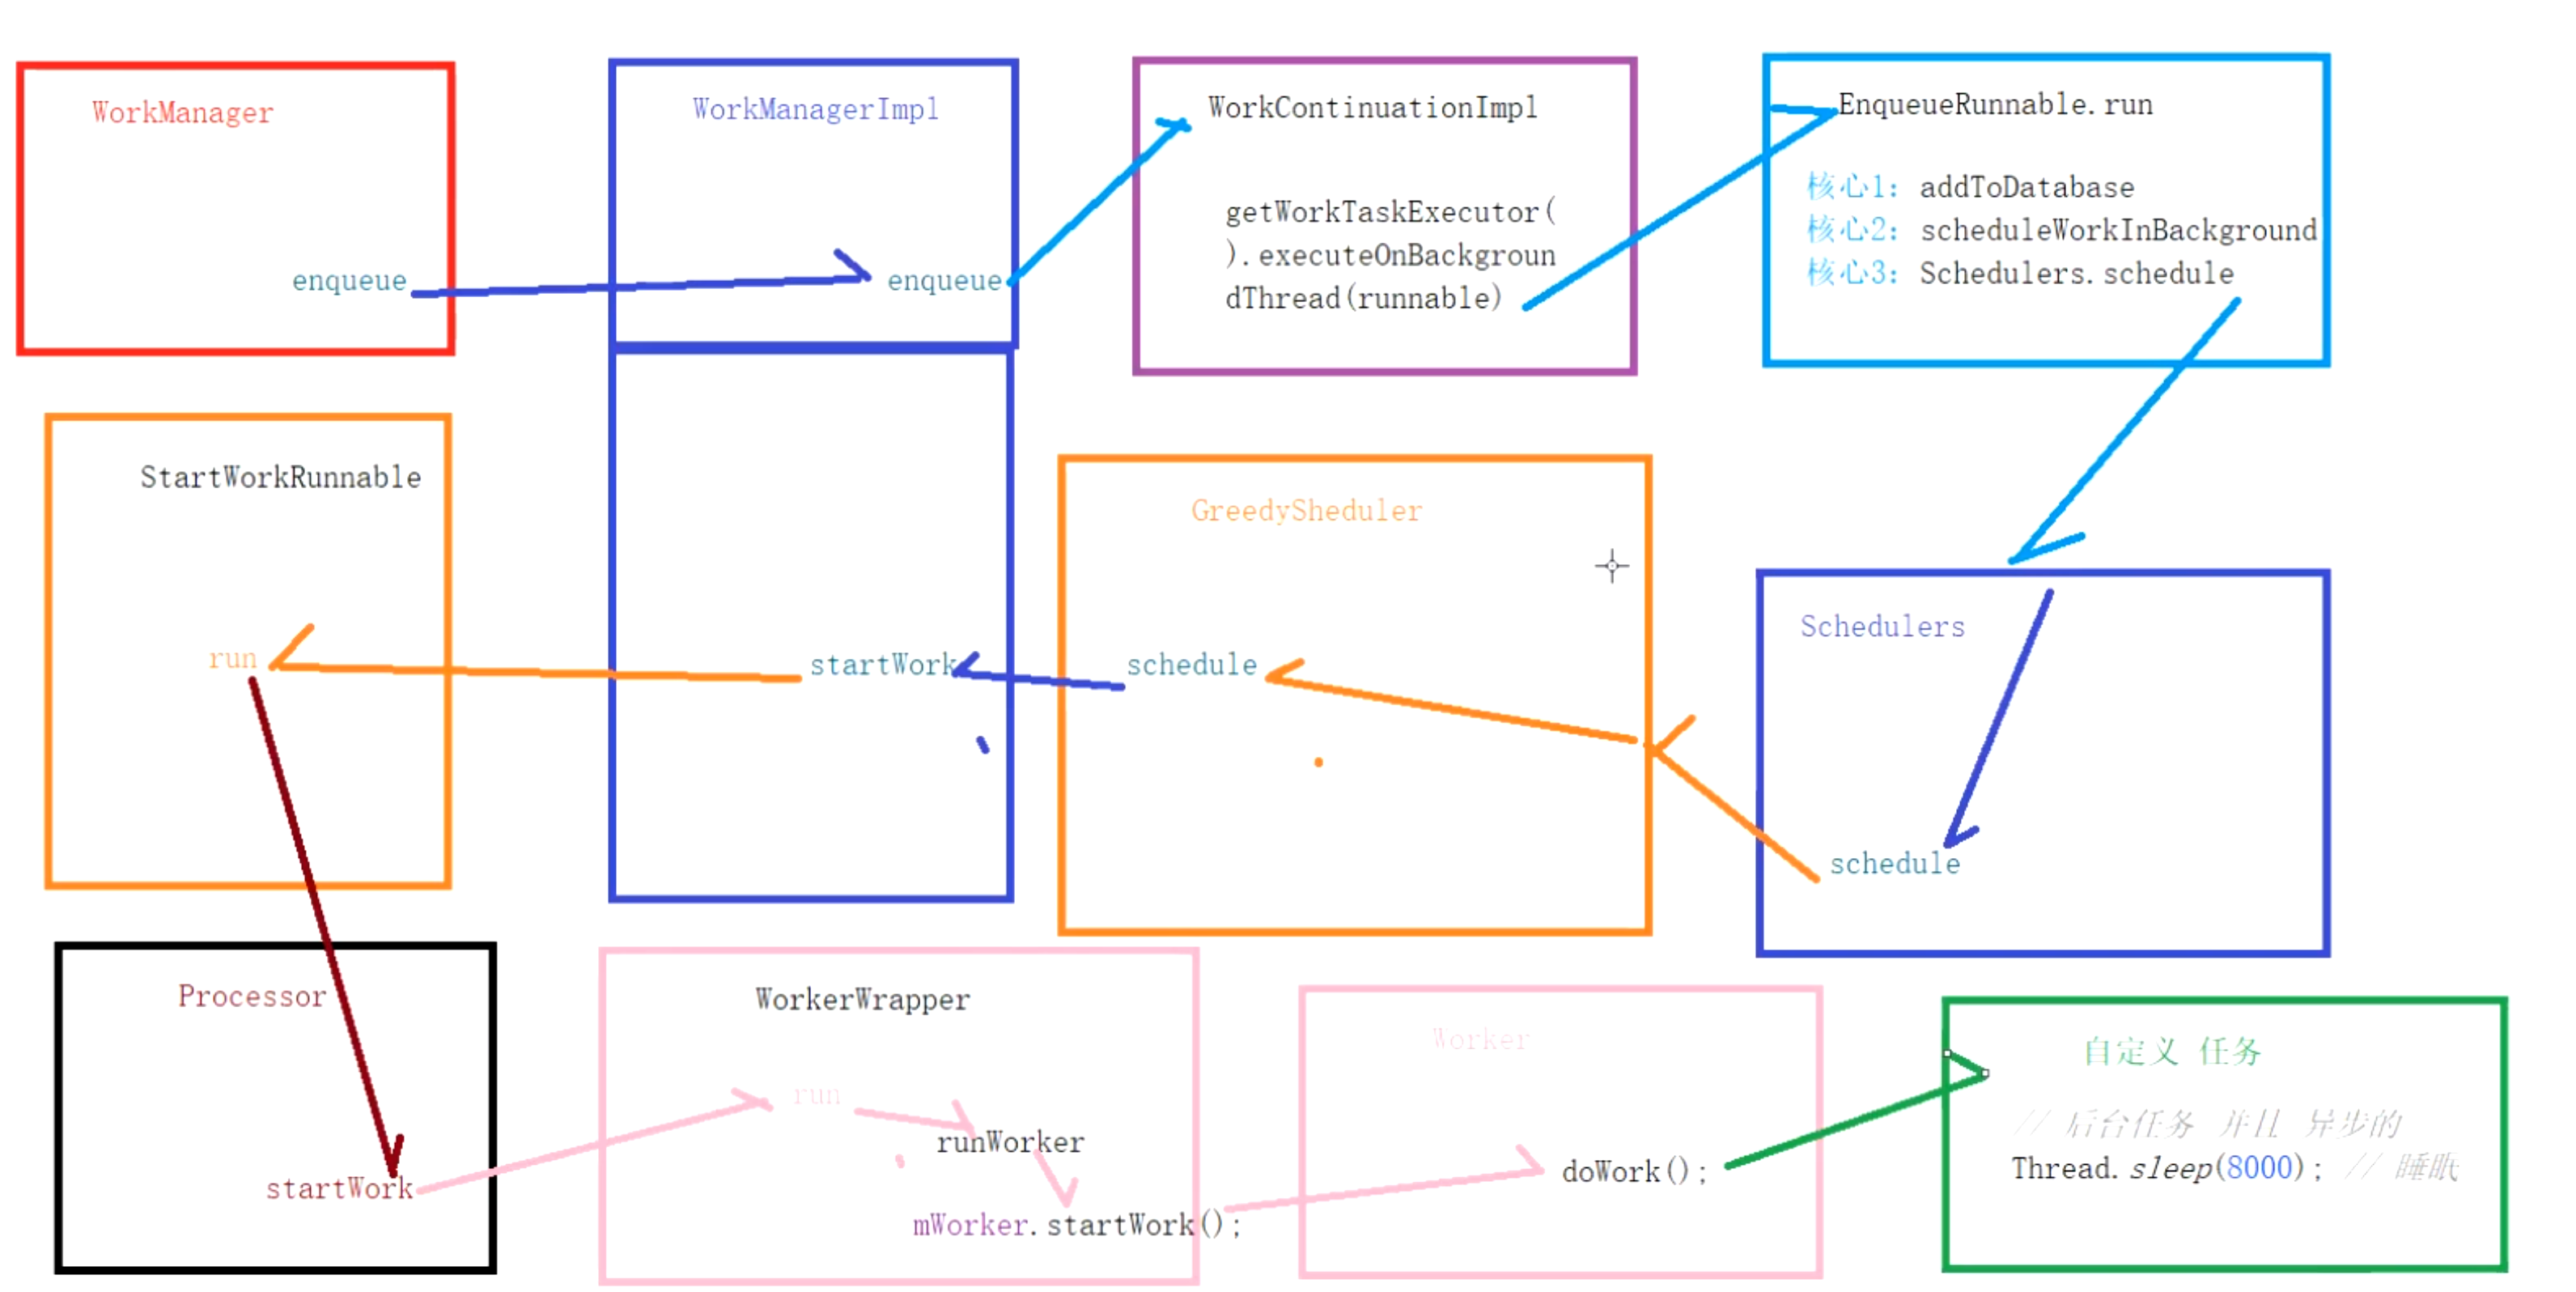 WorkManager
enqueue
WorkManagerImpl
enqueue
WorkContinuationImpl
getWorkTaskExecutor(
).executeOnBackgroun
dThread(runnable)
EnqueueRunnable.run
核心1: addToDatabase
核心2: scheduleWorkInBackground
核心3: Schedulers.schedule
StartWorkRunnable
run
startWork
GreedySheduler
schedule
Schedulers
schedule
Processor
startWork
WorkerWrapper
run
runWorker
mWorker.startWork();
Worker
doWork();
自定义 任务
// 后台任务 并且 异步的
Thread.sleep(8000); // 睡眠